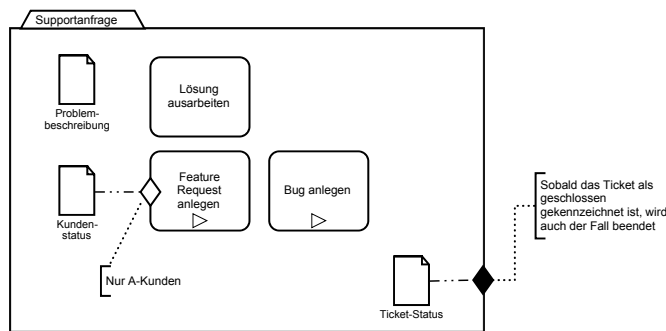 Supportanfrage
Problem-
beschreibung
Lösung
ausarbeiten
Kunden-
status
Feature
Request
anlegen
Bug anlegen
Nur A-Kunden
Ticket-Status
Sobald das Ticket als
geschlossen
gekennzeichnet ist, wird
auch der Fall beendet